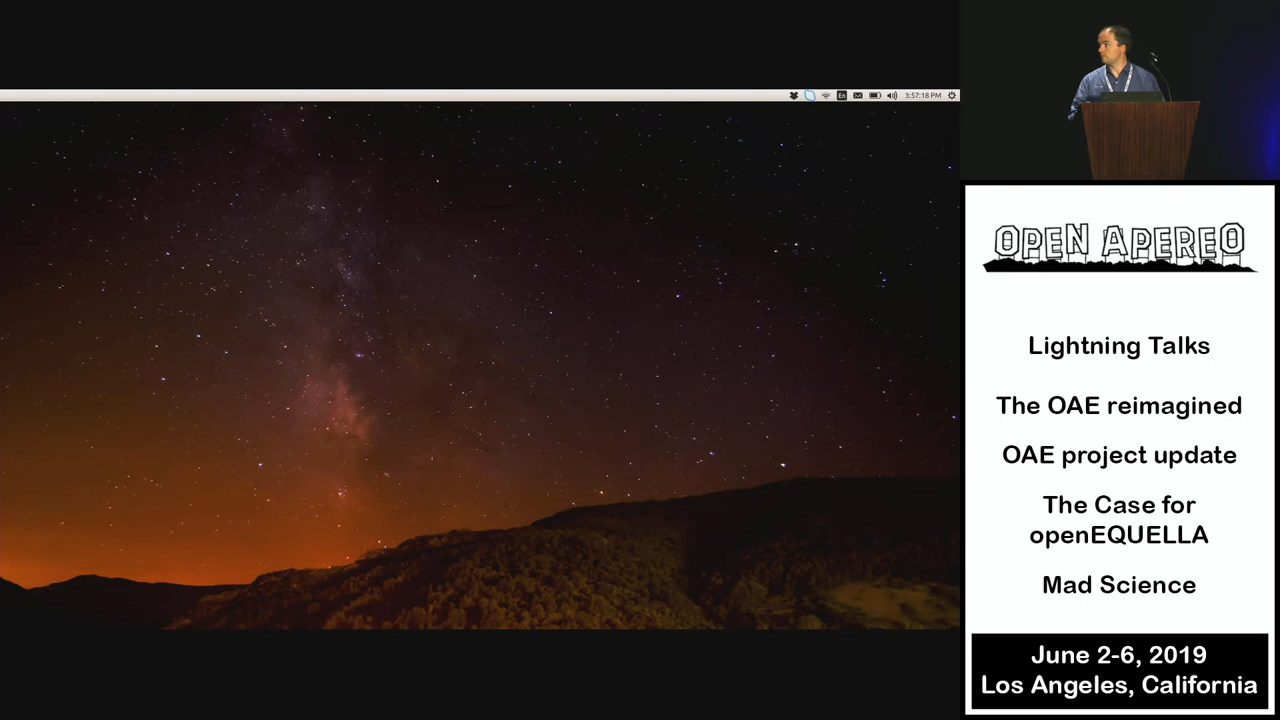 En
3:57:18 PM
OPEN APEREO
Lightning Talks
The OAE reimagined
OAE project update
The Case for
openEQUELLA
Mad Science
June 2-6, 2019
Los Angeles, California